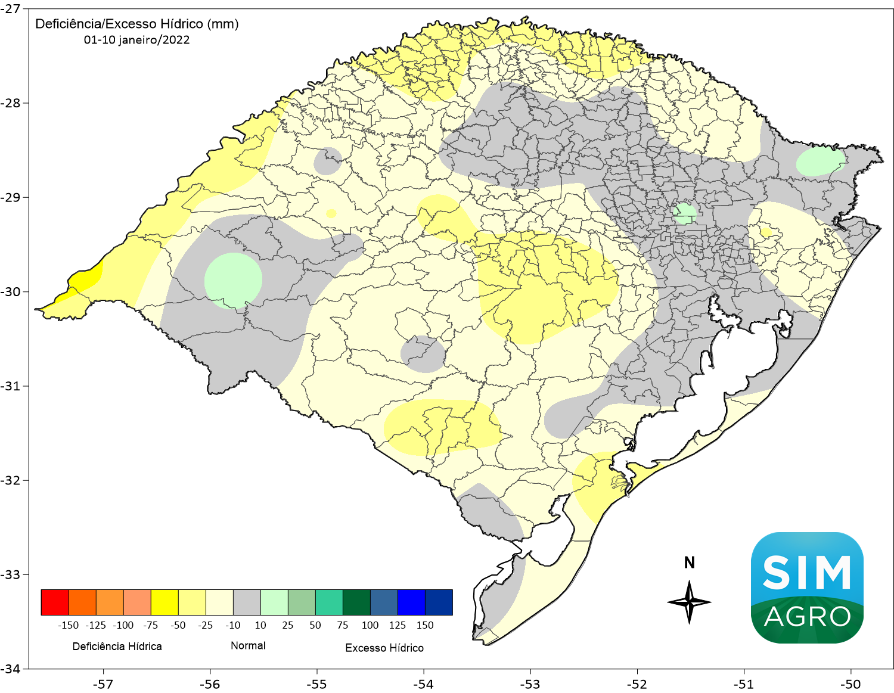 Deficiência/Excesso Hídrico (mm)
01-10 janeiro/2022
-27
-28
-29
-30
-31
-32
-33
-34
N
SIM
AGRO
-150 -125 -100 -75 -50 -25 -10 10 25 50 75 100 125 150
Deficiência Hídrica Normal Excesso Hídrico
-57 -56 -55 -54 -53 -52 -51 -50